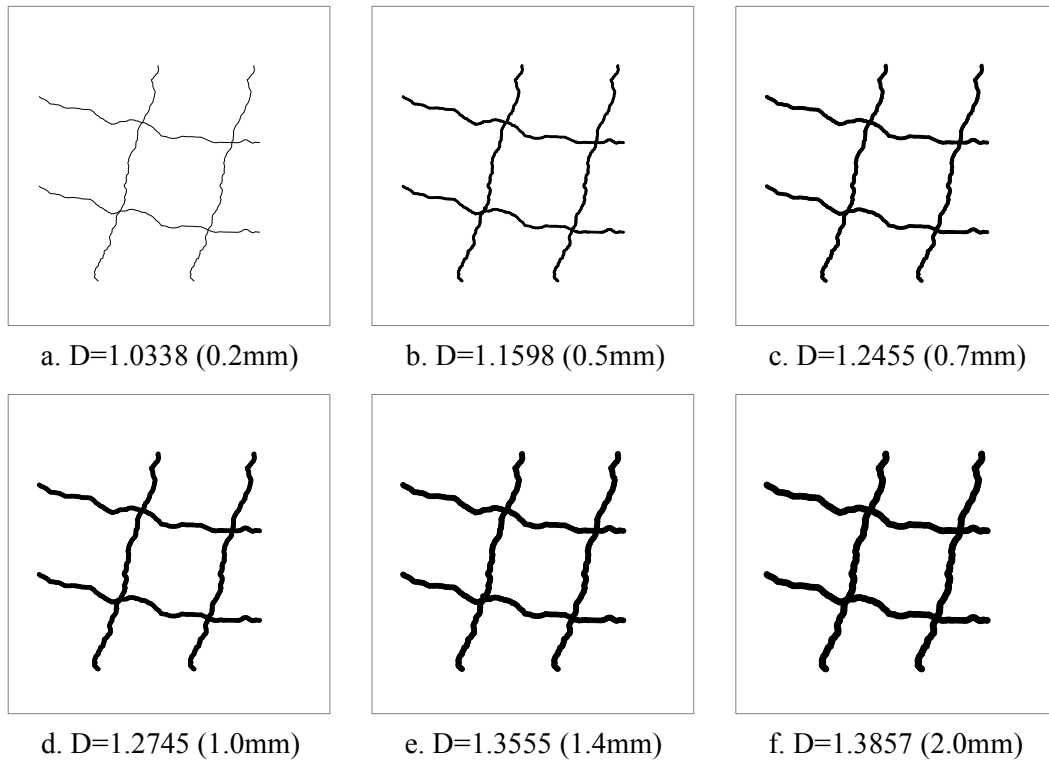 a. D=1.0338 (0.2mm)
b. D=1.1598 (0.5mm)
c. D=1.2455 (0.7mm)
d. D=1.2745 (1.0mm)
e. D=1.3555 (1.4mm)
f. D=1.3857 (2.0mm)